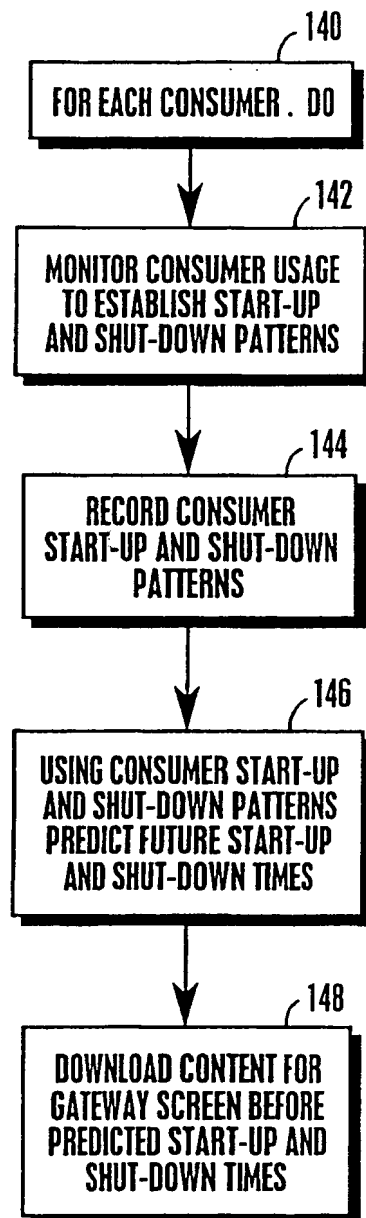 140
FOR EACH CONSUMER . DO
142
MONITOR CONSUMER USAGE
TO ESTABLISH START-UP
AND SHUT-DOWN PATTERNS
144
RECORD CONSUMER
START-UP AND SHUT-DOWN
PATTERNS
146
USING CONSUMER START-UP
AND SHUT-DOWN PATTERNS
PREDICT FUTURE START-UP
AND SHUT-DOWN TIMES
148
DOWNLOAD CONTENT FOR
GATEWAY SCREEN BEFORE
PREDICTED START-UP AND
SHUT-DOWN TIMES